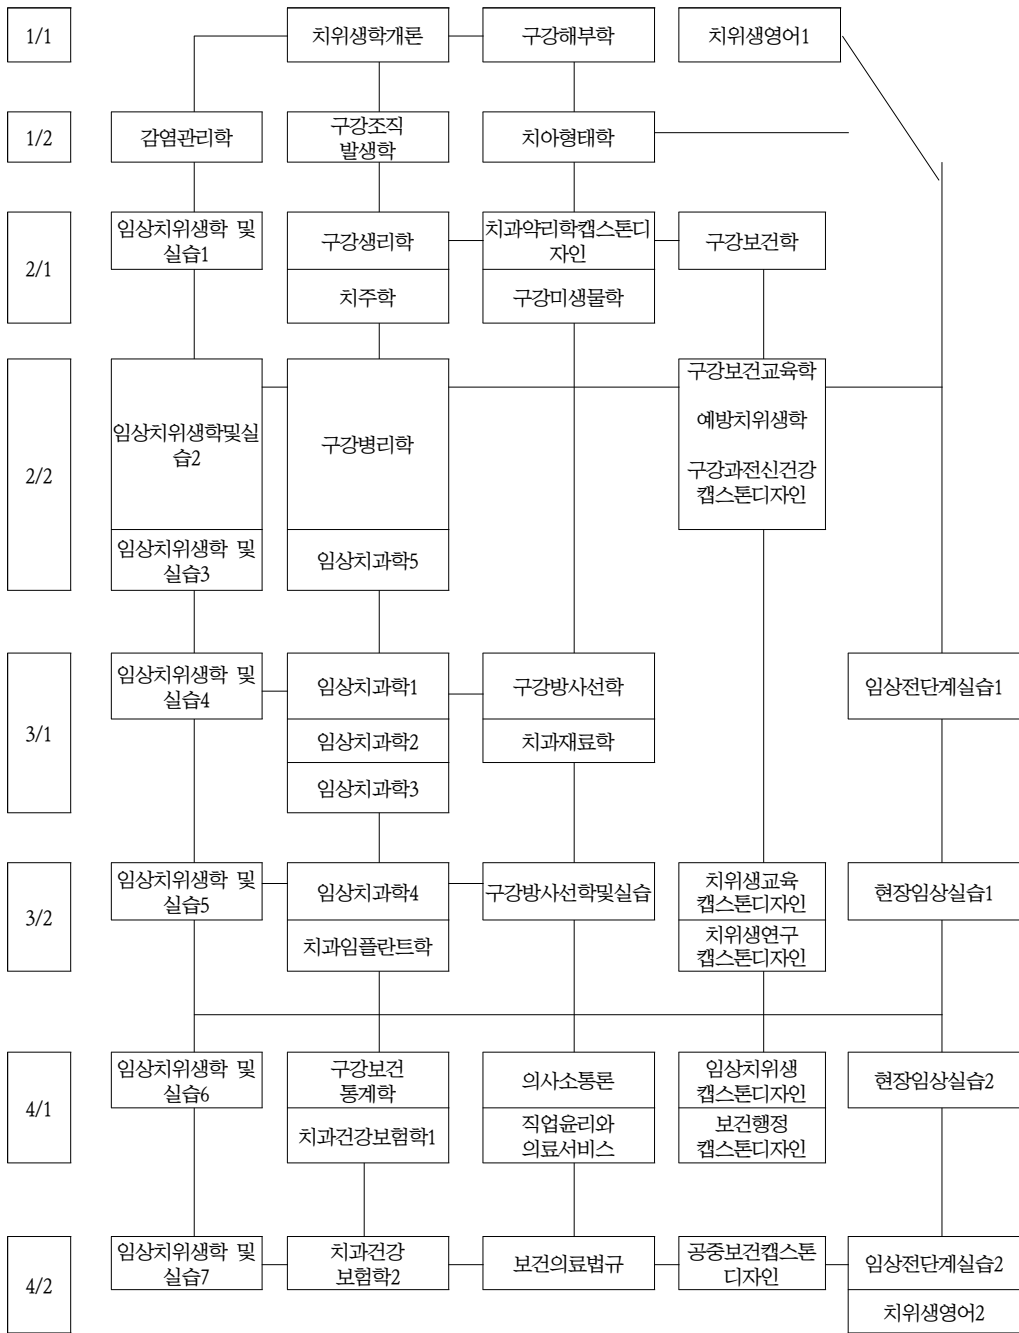 1/1
치위생학개론
구강해부학
치위생영어1
1/2
감염관리학
구강조직
발생학
치아형태학
2/1
임상치위생학 및
실습1
구강생리학
치과약리학캡스톤디
자인
구강보건학
치주학
구강미생물학
2/2
임상치위생학및실
습2
구강병리학
구강보건교육학
예방치위생학
구강과전신건강
캡스톤디자인
임상치위생학 및
실습3
임상치과학5
3/1
임상치위생학 및
실습4
임상치과학1
구강방사선학
임상전단계실습1
임상치과학2
치과재료학
임상치과학3
3/2
임상치위생학 및
실습5
임상치과학4
구강방사선학및실습
치위생교육
캡스톤디자인
현장임상실습1
치과임플란트학
치위생연구
캡스톤디자인
4/1
임상치위생학 및
실습6
구강보건
통계학
의사소통론
임상치위생
캡스톤디자인
현장임상실습2
치과건강보험학1
직업윤리와
의료서비스
보건행정
캡스톤디자인
4/2
임상치위생학 및
실습7
치과건강
보험학2
보건의료법규
공중보건캡스톤
디자인
임상전단계실습2
치위생영어2